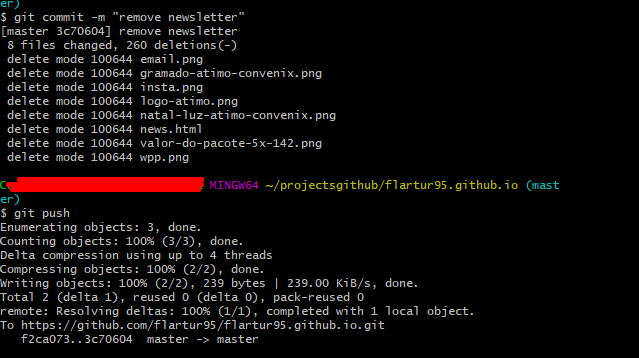 er)
$ git commit -m "remove newsletter"
[master 3c70604] remove newsletter
 8 files changed, 260 deletions(-)
 delete mode 100644 email.png
 delete mode 100644 gramado-atimo-convenix.png
 delete mode 100644 insta.png
 delete mode 100644 logo-atimo.png
 delete mode 100644 natal-luz-atimo-convenix.png
 delete mode 100644 news.html
 delete mode 100644 valor-do-pacote-5x-142.png
 delete mode 100644 wpp.png
MINGW64 ~/projectsgithub/flartur95.github.io (mast
er)
$ git push
Enumerating objects: 3, done.
Counting objects: 100% (3/3), done.
Delta compression using up to 4 threads
Compressing objects: 100% (2/2), done.
Writing objects: 100% (2/2), 239 bytes | 239.00 KiB/s, done.
Total 2 (delta 1), reused 0 (delta 0), pack-reused 0
remote: Resolving deltas: 100% (1/1), completed with 1 local object.
To https://github.com/flartur95/flartur95.github.io.git
   f2ca073..3c70604  master -> master